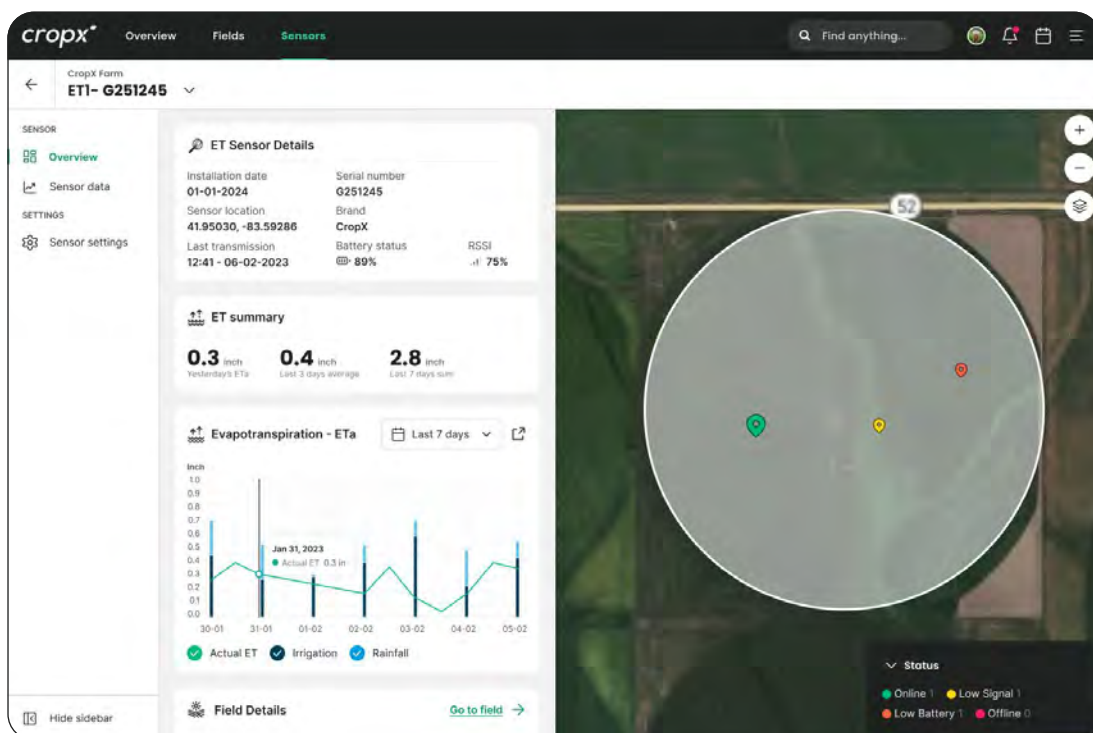 cropx Overview Fields Sensors Find anything...
CropX Farm
ET1- G251245
SENSOR
Overview
Sensor data
SETTINGS
Sensor settings
Hide sidebar
ET Sensor Details
Installation date Serial number
01-01-2024 G251245
Sensor location Brand
41.95030, -83.59286 CropX
Last transmission Battery status RSSI
12:41 - 06-02-2023 89% 75%
ET summary
0.3 inch 0.4 inch 2.8 inch
Yesterday's ETa Last 3 days average Last 7 days sum
Evapotranspiration - ETa Last 7 days
Inch
1.0
0.9
0.8
0.7
0.6
0.5
0.4
0.3
0.2
0.1
0.0
Jan 31, 2023
Actual ET 0.3 in
30-01 31-01 01-02 02-02 03-02 04-02 05-02
Actual ET Irrigation Rainfall
Field Details Go to field
52
Status
Online 1 Low Signal 1
Low Battery 1 Offline 0